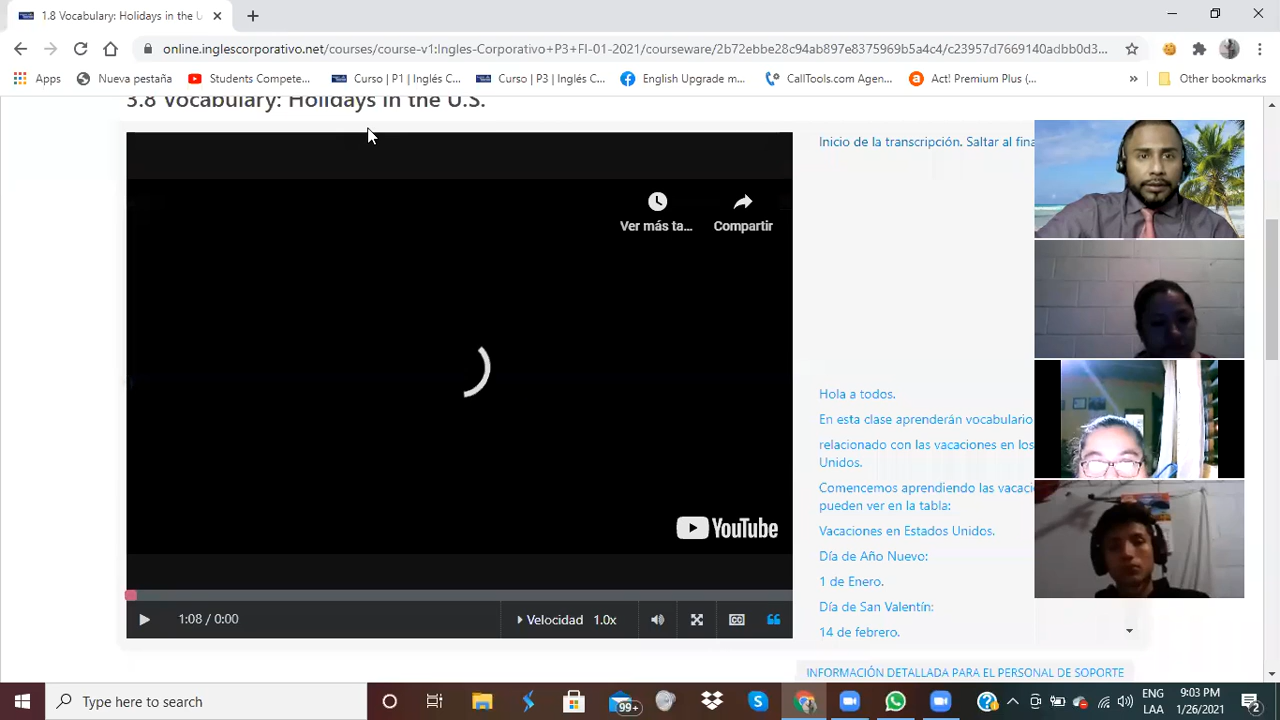 1.8 Vocabulary: Holidays in the U
online.inglescorporativo.net/courses/course-v1:Ingles-Corporativo+P3+FI-01-2021/courseware/2b72ebbe28c94ab897e8375969b5a4c4/c23957d7669140adbb0d3...
Apps
Nueva pestaña
Students Compete...
Curso | P1 | Inglés C...
Curso | P3 | Inglés C...
English Upgrade m...
CallTools.com Agen...
Act! Premium Plus (...
»
Other bookmarks
3.8 Vocabulary: Holidays in the U.S.
Inicio de la transcripción. Saltar al fina
Ver más ta...
Compartir
Hola a todos.
En esta clase aprenderán vocabulario
relacionado con las vacaciones en los
Unidos.
Comencemos aprendiendo las vacaci
pueden ver en la tabla:
Vacaciones en Estados Unidos.
Día de Año Nuevo:
1 de Enero.
Día de San Valentín:
14 de febrero.
YouTube
1:08 / 0:00
Velocidad 1.0x
INFORMACIÓN DETALLADA PARA EL PERSONAL DE SOPORTE
Type here to search
99+
ENG
LAA
9:03 PM
1/26/2021
2